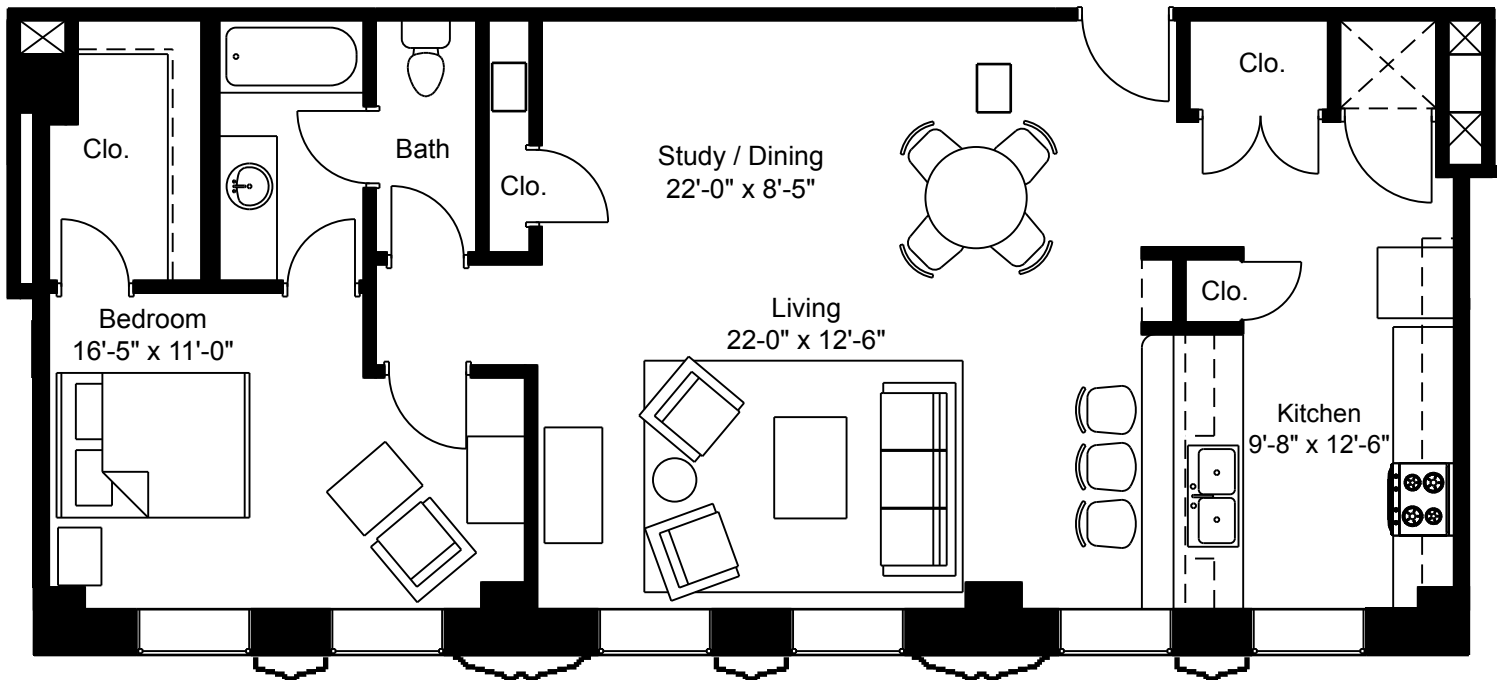 Clo.
Clo.
Bath
Study / Dining
22'-0" x 8'-5"
Clo.
Clo.
Bedroom
16'-5" x 11'-0"
Living
22-0" x 12'-6"
Kitchen
9'-8" x 12'-6"